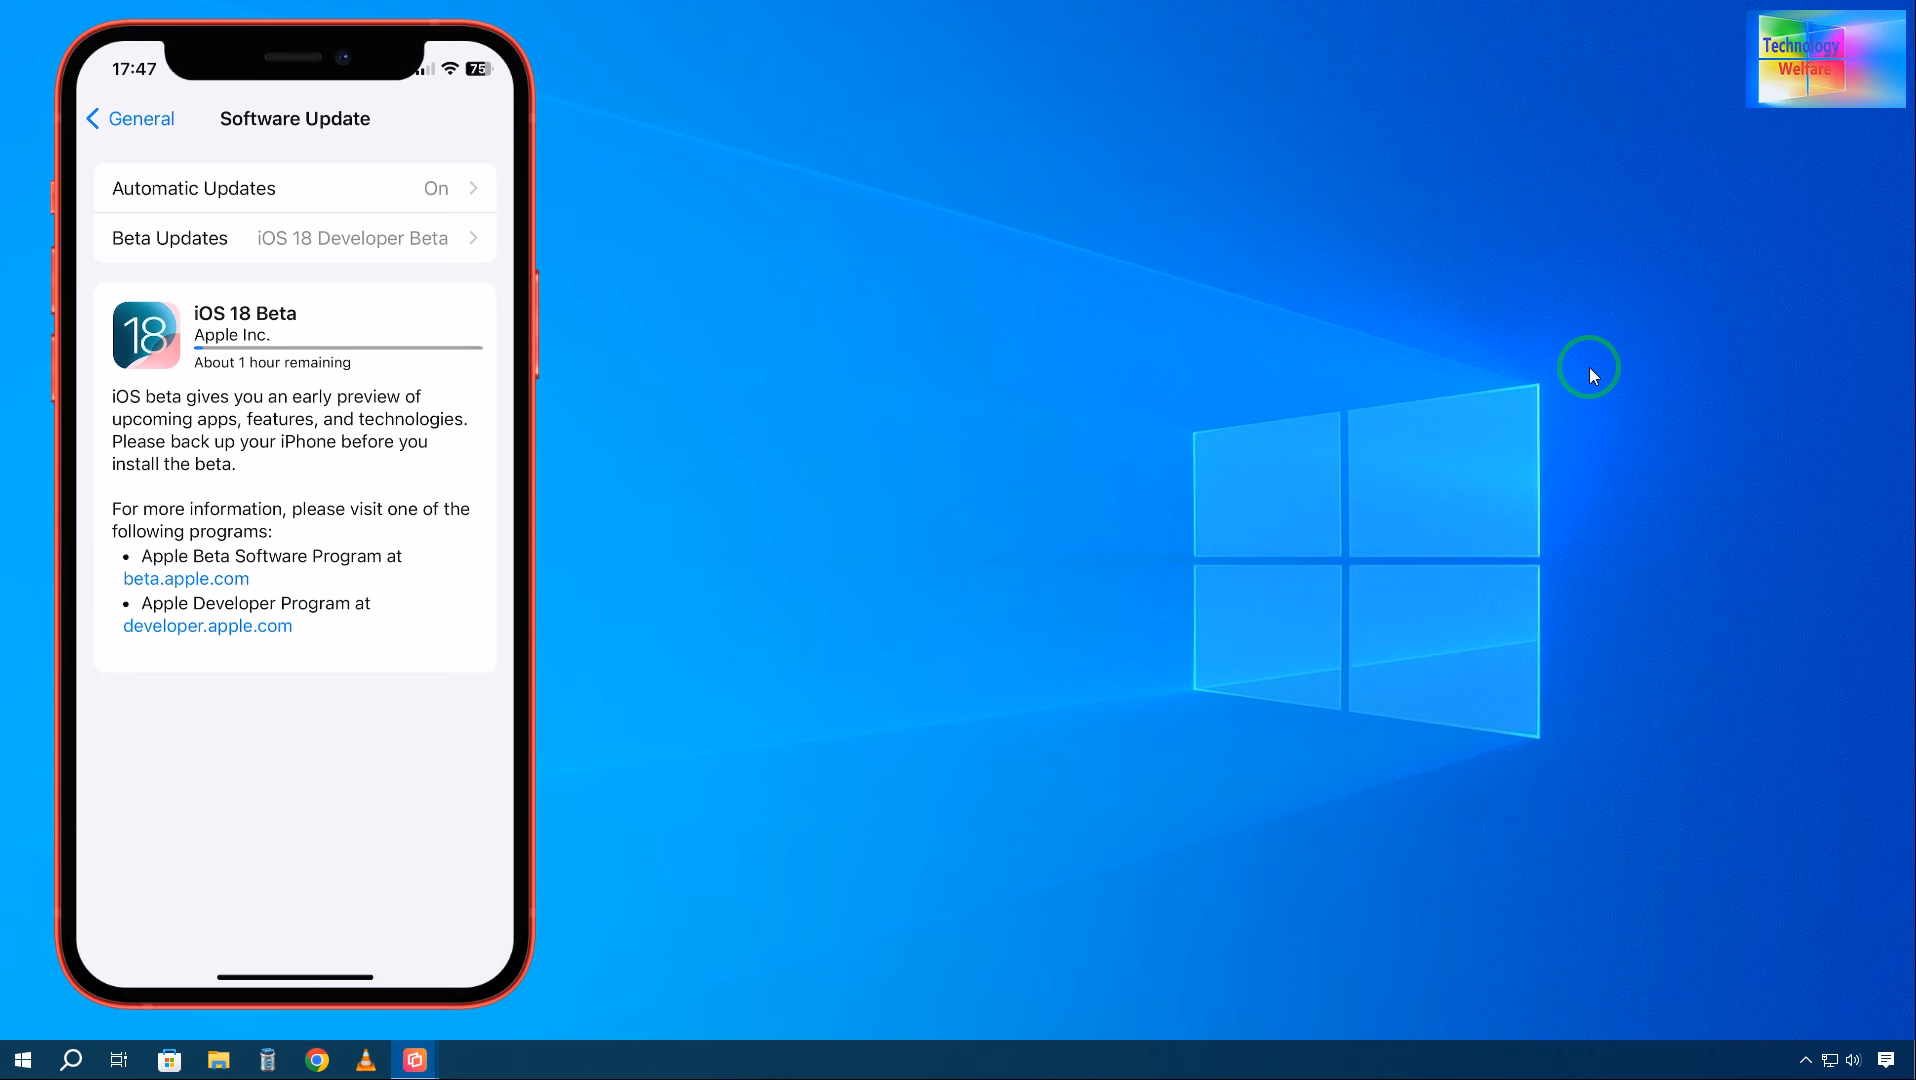 17:47
75
General
Software Update
Automatic Updates
On
Beta Updates
iOS 18 Developer Beta
18
iOS 18 Beta
Apple Inc.
About 1 hour remaining
iOS beta gives you an early preview of
upcoming apps, features, and technologies.
Please back up your iPhone before you
install the beta.
For more information, please visit one of the
following programs:
• Apple Beta Software Program at
beta.apple.com
• Apple Developer Program at
developer.apple.com
Technology
Welfare